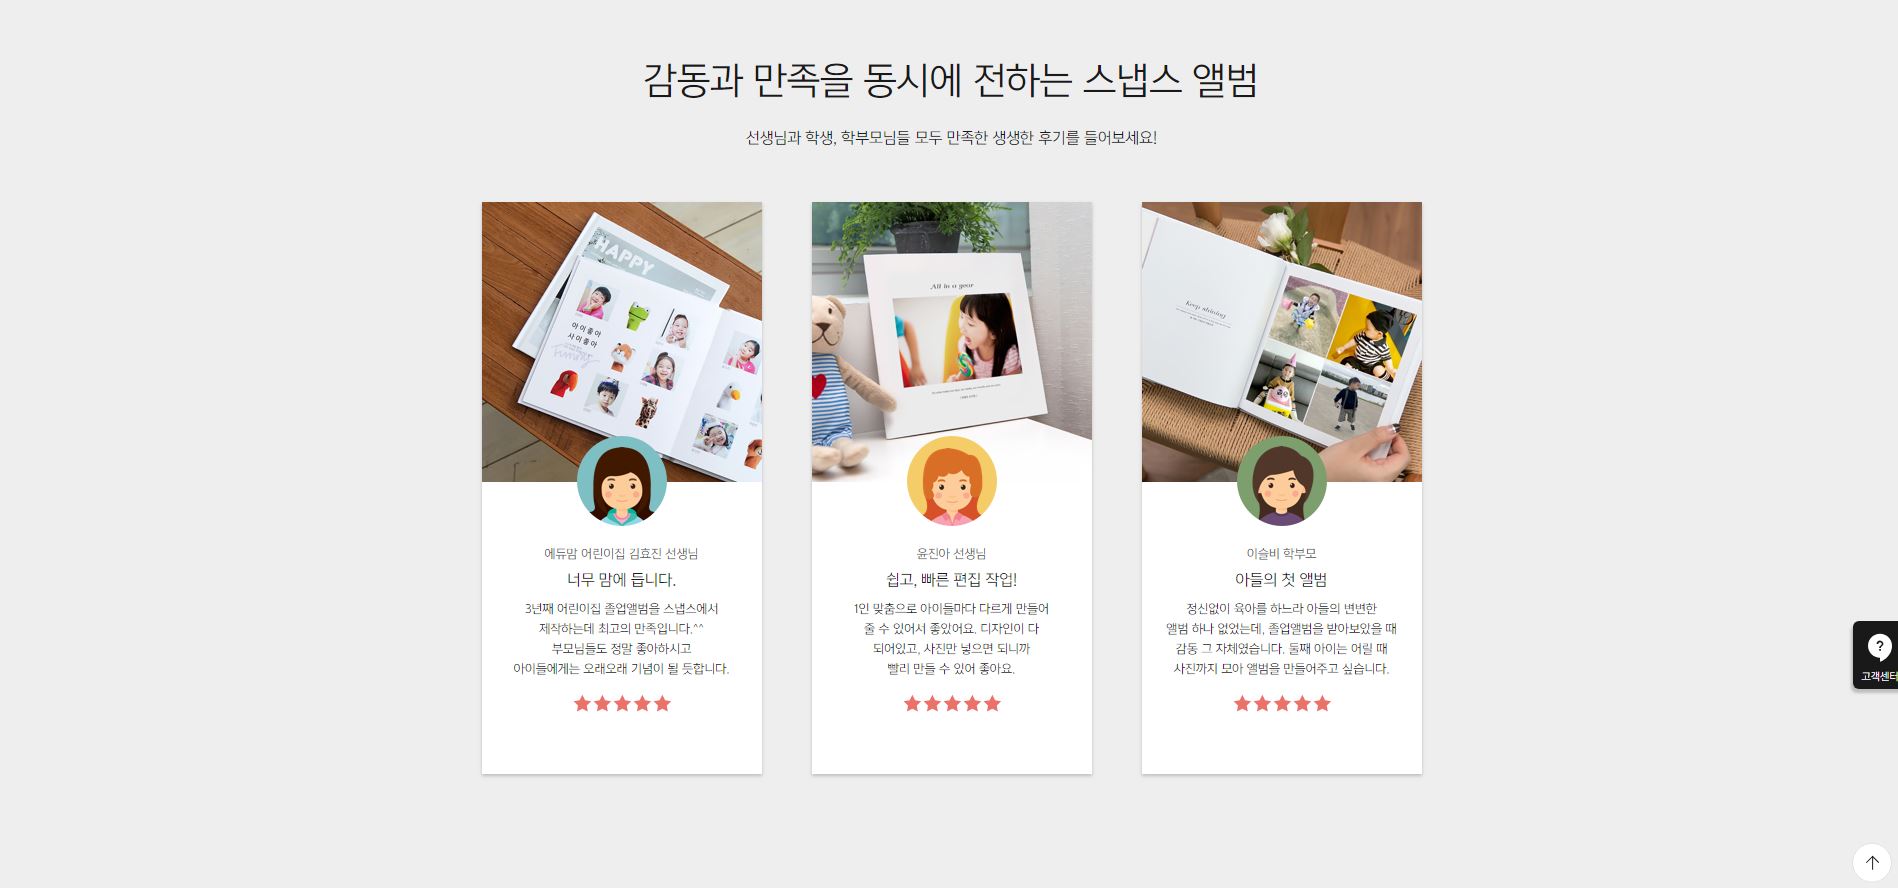 감동과 만족을 동시에 전하는 스냅스 앨범
선생님과 학생, 학부모님들 모두 만족한 생생한 후기를 들어보세요!
HAPPY
아이좋아
사이좋아
All in a year
Keep shining
에듀맘 어린이집 김효진 선생님
너무 맘에 듭니다.
3년째 어린이집 졸업앨범을 스냅스에서
제작하는데 최고의 만족입니다.^^
부모님들도 정말 좋아하시고
아이들에게는 오래오래 기념이 될 듯합니다.
윤진아 선생님
쉽고, 빠른 편집 작업!
1인 맞춤으로 아이들마다 다르게 만들어
줄 수 있어서 좋았어요. 디자인이 다
되어있고, 사진만 넣으면 되니까
빨리 만들 수 있어 좋아요.
이슬비 학부모
아들의 첫 앨범
정신없이 육아를 하느라 아들의 변변한
앨범 하나 없었는데, 졸업앨범을 받아보았을 때
감동 그 자체였습니다. 둘째 아이는 어릴 때
사진까지 모아 앨범을 만들어주고 싶습니다.
?
고객센터